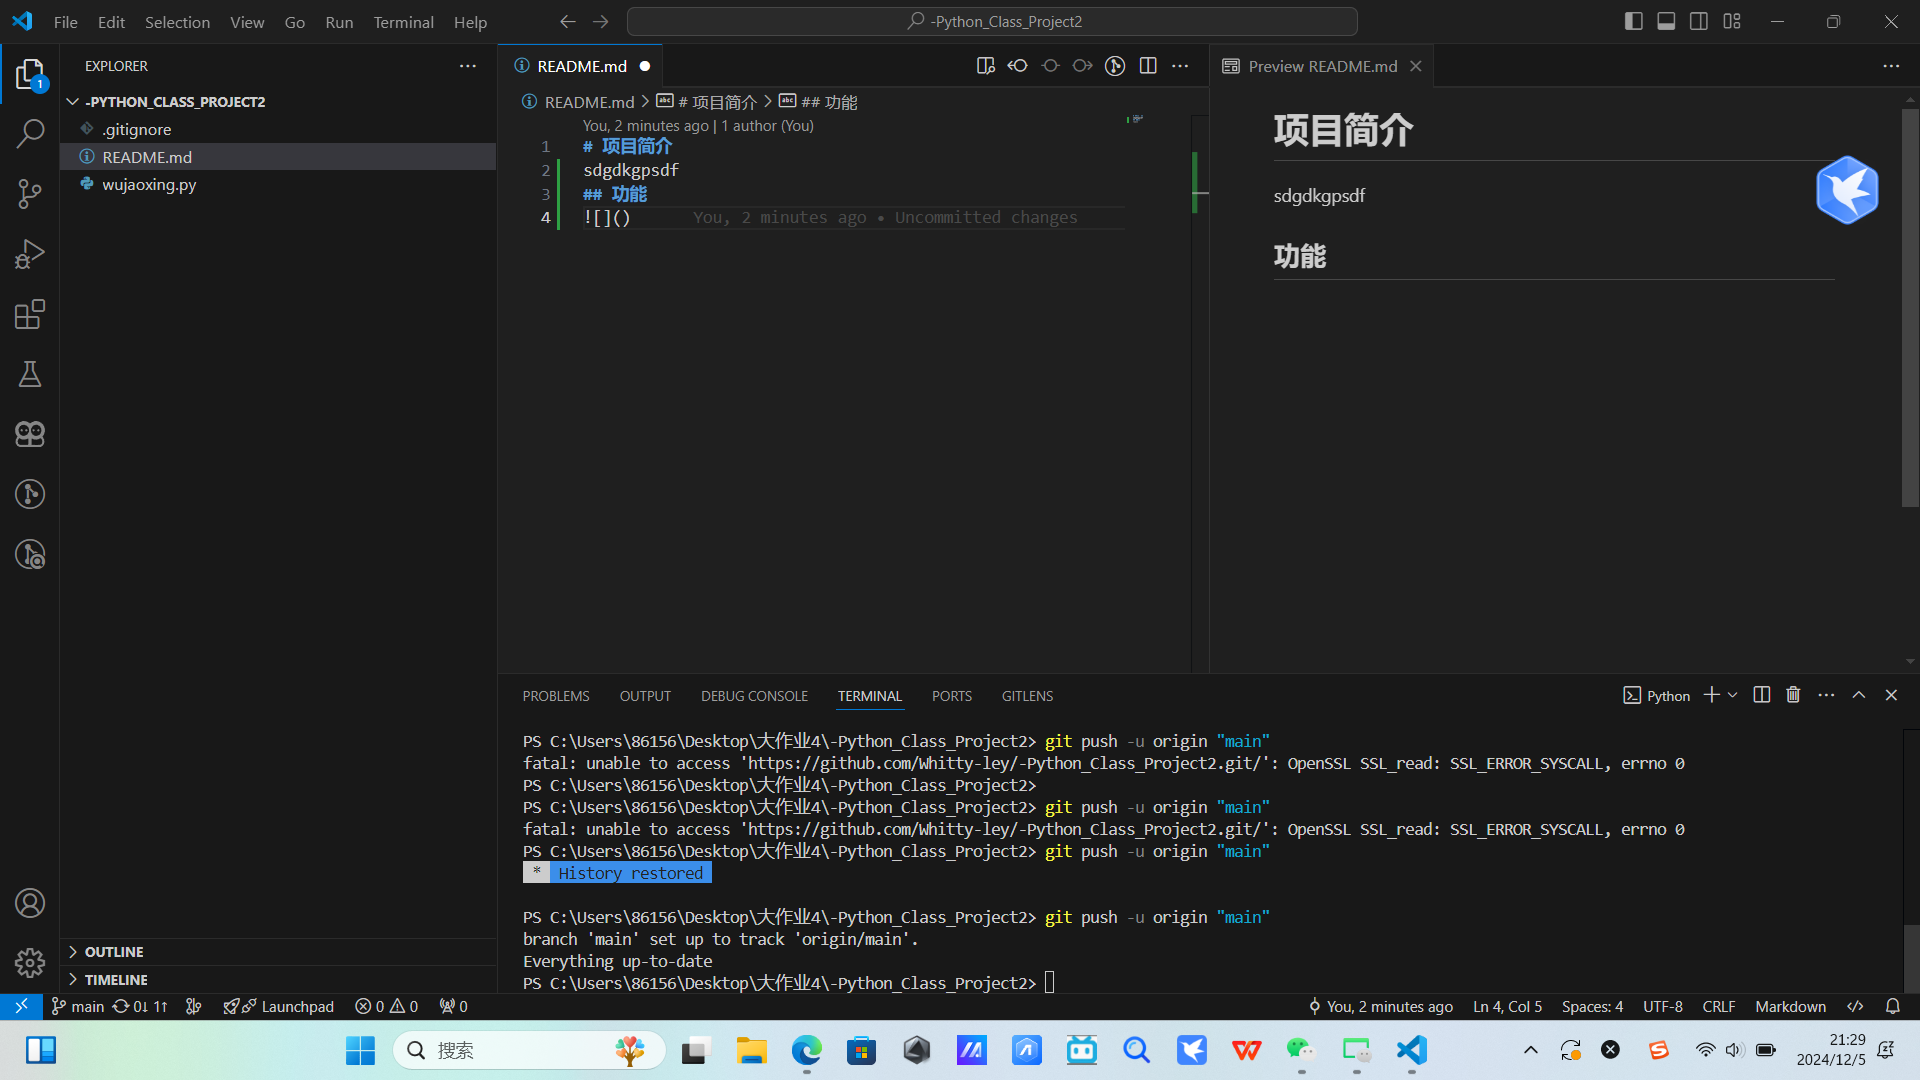 File Edit Selection View Go Run Terminal Help
-Python_Class_Project2
EXPLORER
-PYTHON_CLASS_PROJECT2
.gitignore
README.md
wujaoxing.py
OUTLINE
TIMELINE
README.md
README.md > # 项目简介 > ## 功能
You, 2 minutes ago | 1 author (You)
1 # 项目简介
2 sdgdkgpsdf
3 ## 功能
4 ![]() You, 2 minutes ago • Uncommitted changes
Preview README.md
项目简介
sdgdkgpsdf
功能
PROBLEMS OUTPUT DEBUG CONSOLE TERMINAL PORTS GITLENS
Python
PS C:\Users\86156\Desktop\大作业4\-Python_Class_Project2> git push -u origin "main"
fatal: unable to access 'https://github.com/Whitty-ley/-Python_Class_Project2.git/': OpenSSL SSL_read: SSL_ERROR_SYSCALL, errno 0
PS C:\Users\86156\Desktop\大作业4\-Python_Class_Project2>
PS C:\Users\86156\Desktop\大作业4\-Python_Class_Project2> git push -u origin "main"
fatal: unable to access 'https://github.com/Whitty-ley/-Python_Class_Project2.git/': OpenSSL SSL_read: SSL_ERROR_SYSCALL, errno 0
PS C:\Users\86156\Desktop\大作业4\-Python_Class_Project2> git push -u origin "main"
* History restored
PS C:\Users\86156\Desktop\大作业4\-Python_Class_Project2> git push -u origin "main"
branch 'main' set up to track 'origin/main'.
Everything up-to-date
PS C:\Users\86156\Desktop\大作业4\-Python_Class_Project2>
main 0↓ 1↑ Launchpad 0 0 0
You, 2 minutes ago Ln 4, Col 5 Spaces: 4 UTF-8 CRLF Markdown
搜索
21:29
2024/12/5